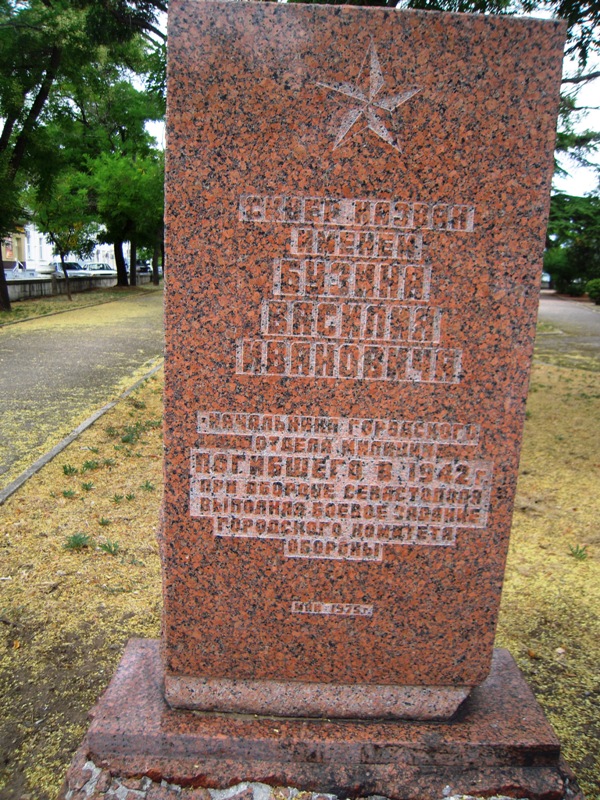 СКВЕР НАЗВАН
ИМЕНЕМ
БУЗИНА
ВАСИЛИЯ
ИВАНОВИЧА
НАЧАЛЬНИКА ГОРОДСКОГО
ОТДЕЛА МИЛИЦИИ
ПОГИБШЕГО В 1942 Г.
ПРИ ОБОРОНЕ СЕВАСТОПОЛЯ
ВЫПОЛНЯЯ БОЕВОЕ ЗАДАНИЕ
ГОРОДСКОГО КОМИТЕТА
ОБОРОНЫ
МАЙ 1975 г.